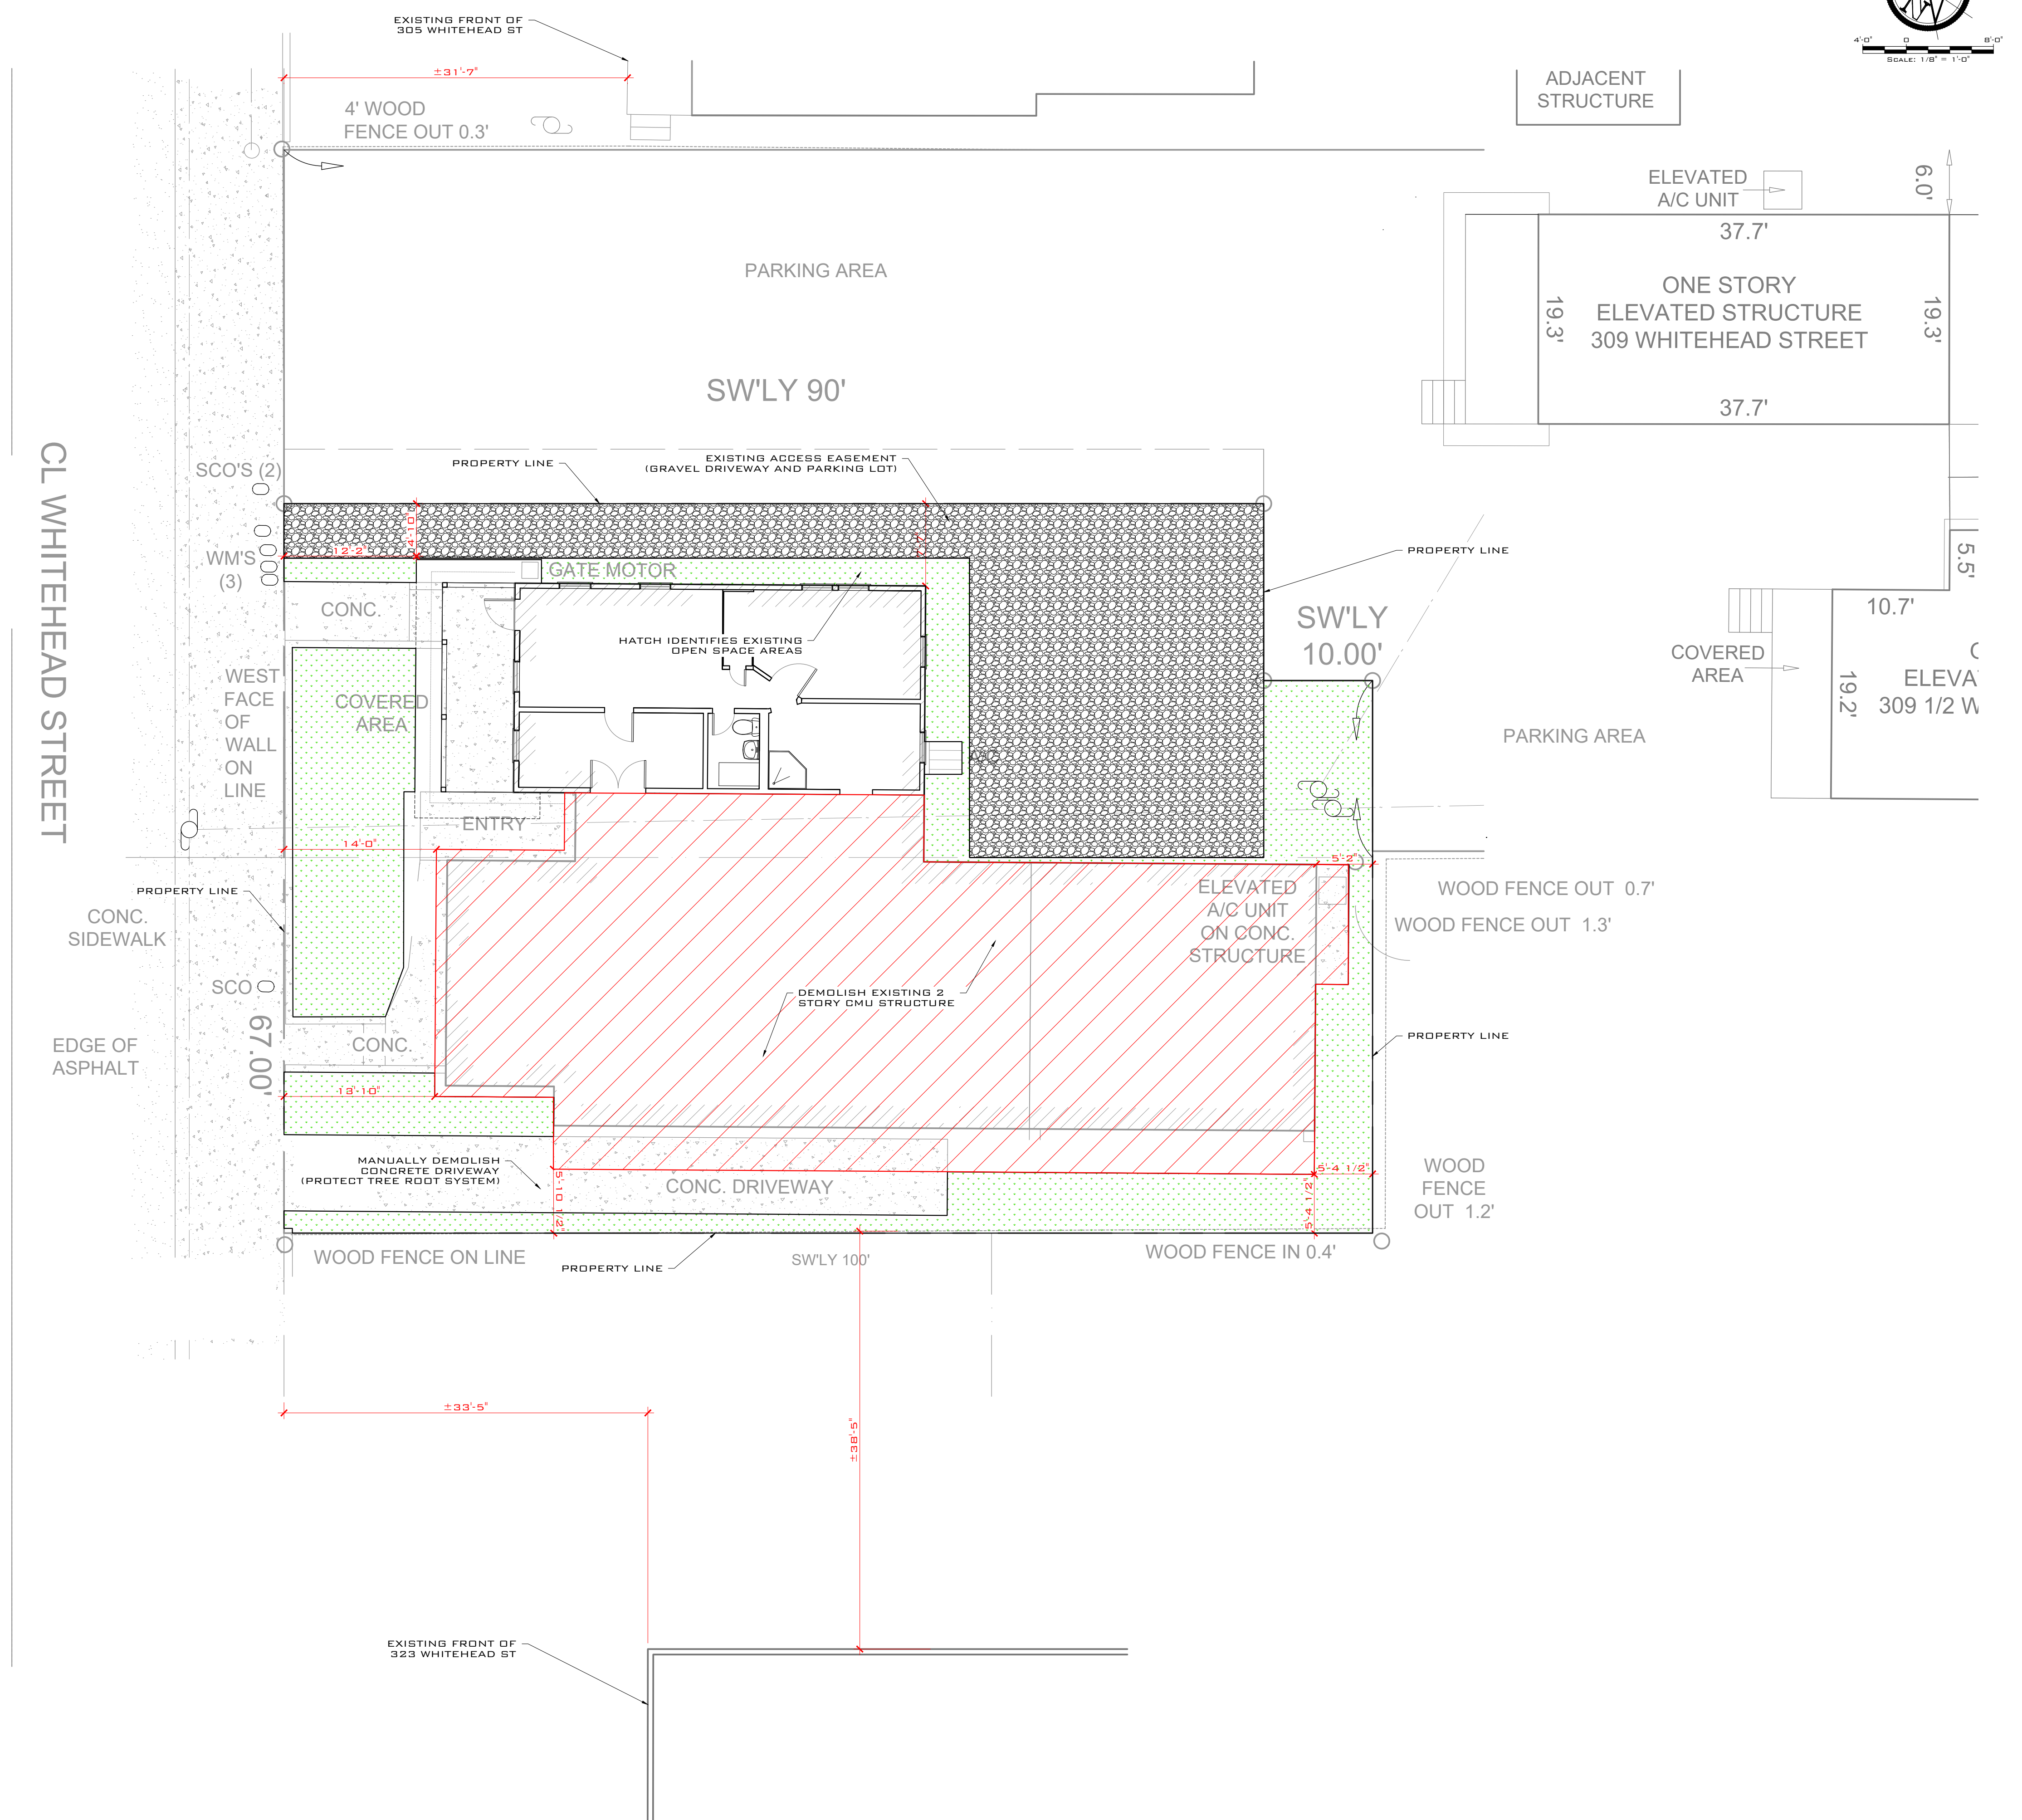 EXISTING FRONT OF
305 WHITEHEAD ST
±31'-7"
4'-0"
0
8'-0"
SCALE: 1/8" = 1'-0"
4' WOOD
FENCE OUT 0.3'
ADJACENT
STRUCTURE
ELEVATED
A/C UNIT
6.0'
37.7'
PARKING AREA
ONE STORY
ELEVATED STRUCTURE
309 WHITEHEAD STREET
19.3'
19.3'
SW'LY 90'
37.7'
CL WHITEHEAD STREET
SCO'S (2)
PROPERTY LINE
EXISTING ACCESS EASEMENT
(GRAVEL DRIVEWAY AND PARKING LOT)
4'-10"
12'-2"
WM'S
(3)
GATE MOTOR
PROPERTY LINE
5.5'
CONC.
10.7'
SW'LY
10.00'
HATCH IDENTIFIES EXISTING
OPEN SPACE AREAS
COVERED
AREA
19.2'
ELEVA
309 1/2 W
WEST
FACE
OF
WALL
ON
LINE
COVERED
AREA
A/C
PARKING AREA
ENTRY
14'-0"
5'-2"
PROPERTY LINE
CONC.
SIDEWALK
ELEVATED
A/C UNIT
ON CONC.
STRUCTURE
WOOD FENCE OUT 0.7'
WOOD FENCE OUT 1.3'
SCO
DEMOLISH EXISTING 2
STORY CMU STRUCTURE
67.00'
EDGE OF
ASPHALT
CONC.
PROPERTY LINE
13'-10"
MANUALLY DEMOLISH
CONCRETE DRIVEWAY
(PROTECT TREE ROOT SYSTEM)
5'-10 1/2"
CONC. DRIVEWAY
5'-4 1/2"
5'-4 1/2"
WOOD
FENCE
OUT 1.2'
WOOD FENCE ON LINE
PROPERTY LINE
SW'LY 100'
WOOD FENCE IN 0.4'
±33'-5"
±38'-5"
EXISTING FRONT OF
323 WHITEHEAD ST